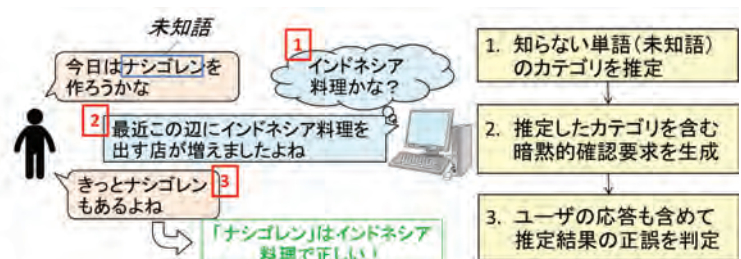 未知語
今日はナシゴレンを
作ろうかな
1
インドネシア
料理かな？
2
最近この辺にインドネシア料理を
出す店が増えましたよね
きっとナシゴレン
もあるよね
3
「ナシゴレン」はインドネシア
料理で正しい！
1. 知らない単語（未知語）
のカテゴリを推定
2. 推定したカテゴリを含む
暗黙的確認要求を生成
3. ユーザの応答も含めて
推定結果の正誤を判定